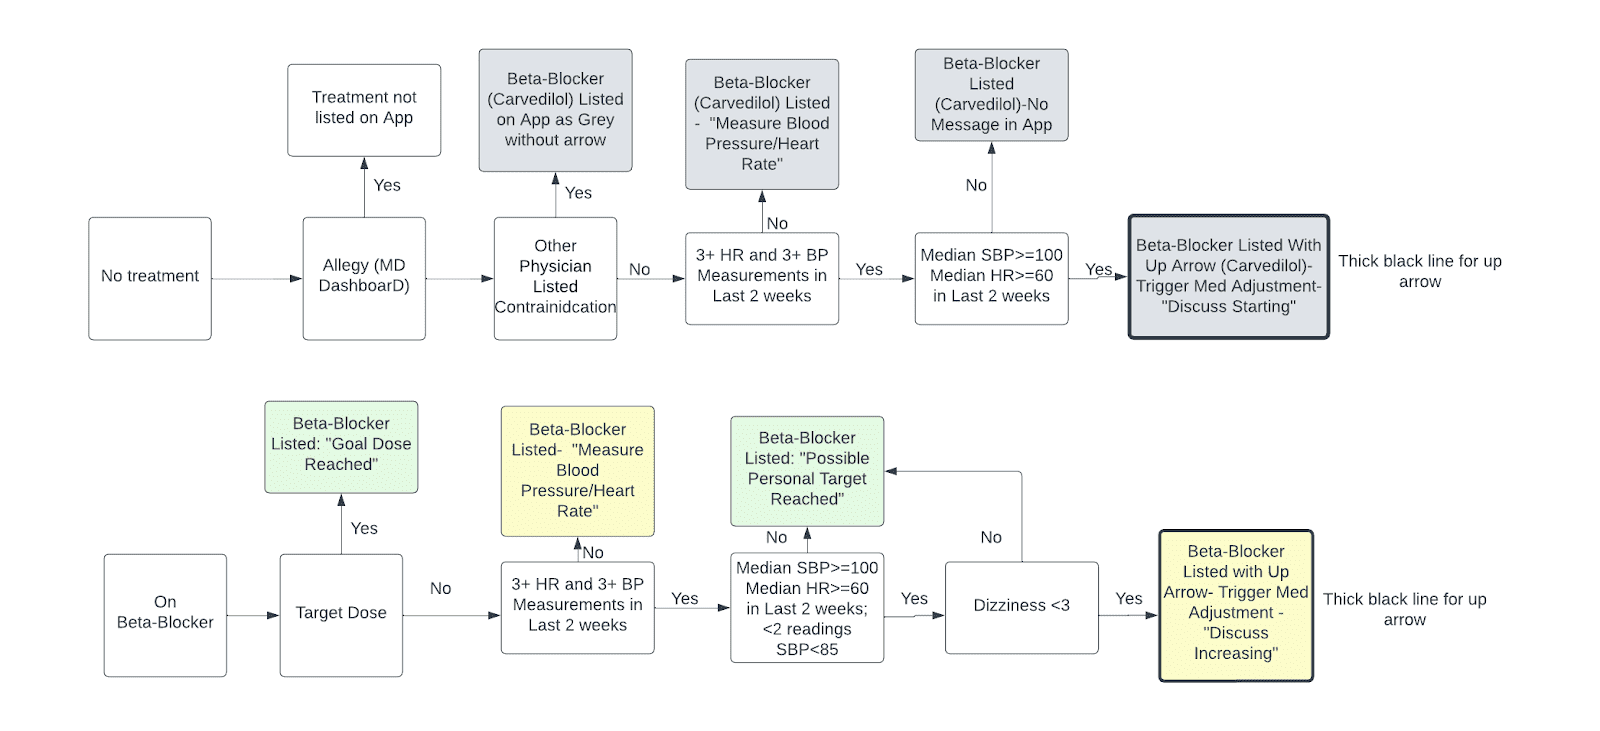 Treatment not
listed on App
Beta-Blocker
(Carvedilol) Listed
on App as Grey
without arrow
Beta-Blocker
(Carvedilol) Listed
- "Measure Blood
Pressure/Heart
Rate"
Beta-Blocker
Listed
(Carvedilol)-No
Message in App
Yes
Yes
No
No
No treatment
Allegy (MD
DashboarD)
Other
Physician
Listed
Contrainidcation
No
3+ HR and 3+ BP
Measurements in
Last 2 weeks
Yes
Median SBP>=100
Median HR>=60
in Last 2 weeks
Yes
Beta-Blocker Listed With
Up Arrow (Carvedilol)-
Trigger Med Adjustment-
"Discuss Starting"
Thick black line for up
arrow
Beta-Blocker
Listed: "Goal Dose
Reached"
Beta-Blocker
Listed- "Measure
Blood
Pressure/Heart
Rate"
Beta-Blocker
Listed: "Possible
Personal Target
Reached"
Yes
No
No
No
On
Beta-Blocker
Target Dose
No
3+ HR and 3+ BP
Measurements in
Last 2 weeks
Yes
Median SBP>=100
Median HR>=60
in Last 2 weeks;
<2 readings
SBP<85
Yes
Dizziness <3
Yes
Beta-Blocker
Listed with Up
Arrow- Trigger Med
Adjustment -
"Discuss
Increasing"
Thick black line for up
arrow